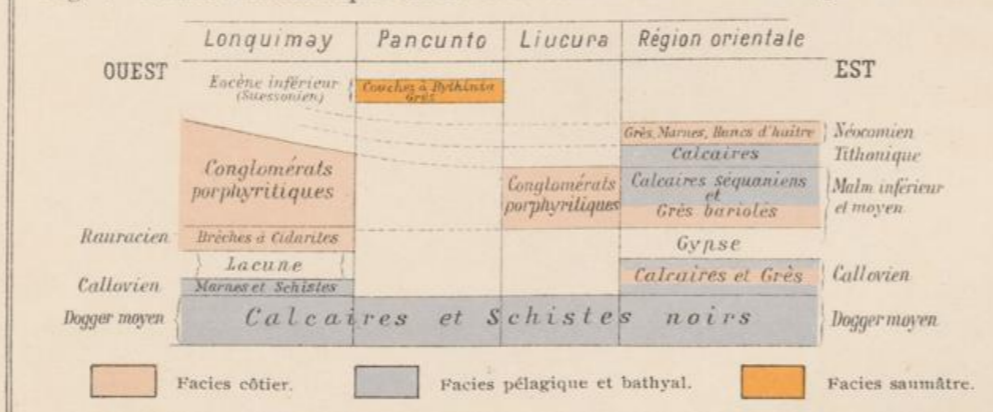 Lonquimay Pancunto Liucura Région orientale
OUEST EST
Eocène inférieur
(Suessonien)
Couches à Bythinia
Grès
Grès, Marnes, Bancs d'huître Néocomien
Calcaires Tithonique
Conglomérats
porphyritiques
Conglomérats
porphyritiques
Calcaires séquaniens
et
Grès bariolés
Malm inférieur
et moyen
Rauracien Brèches à Cidarites
Gypse
Lacune
Calcaires et Grès Callovien
Callovien Marnes et Schistes
Dogger moyen Calcaires et Schistes noirs Dogger moyen
Facies côtier. Facies pélagique et bathyal. Facies saumâtre.